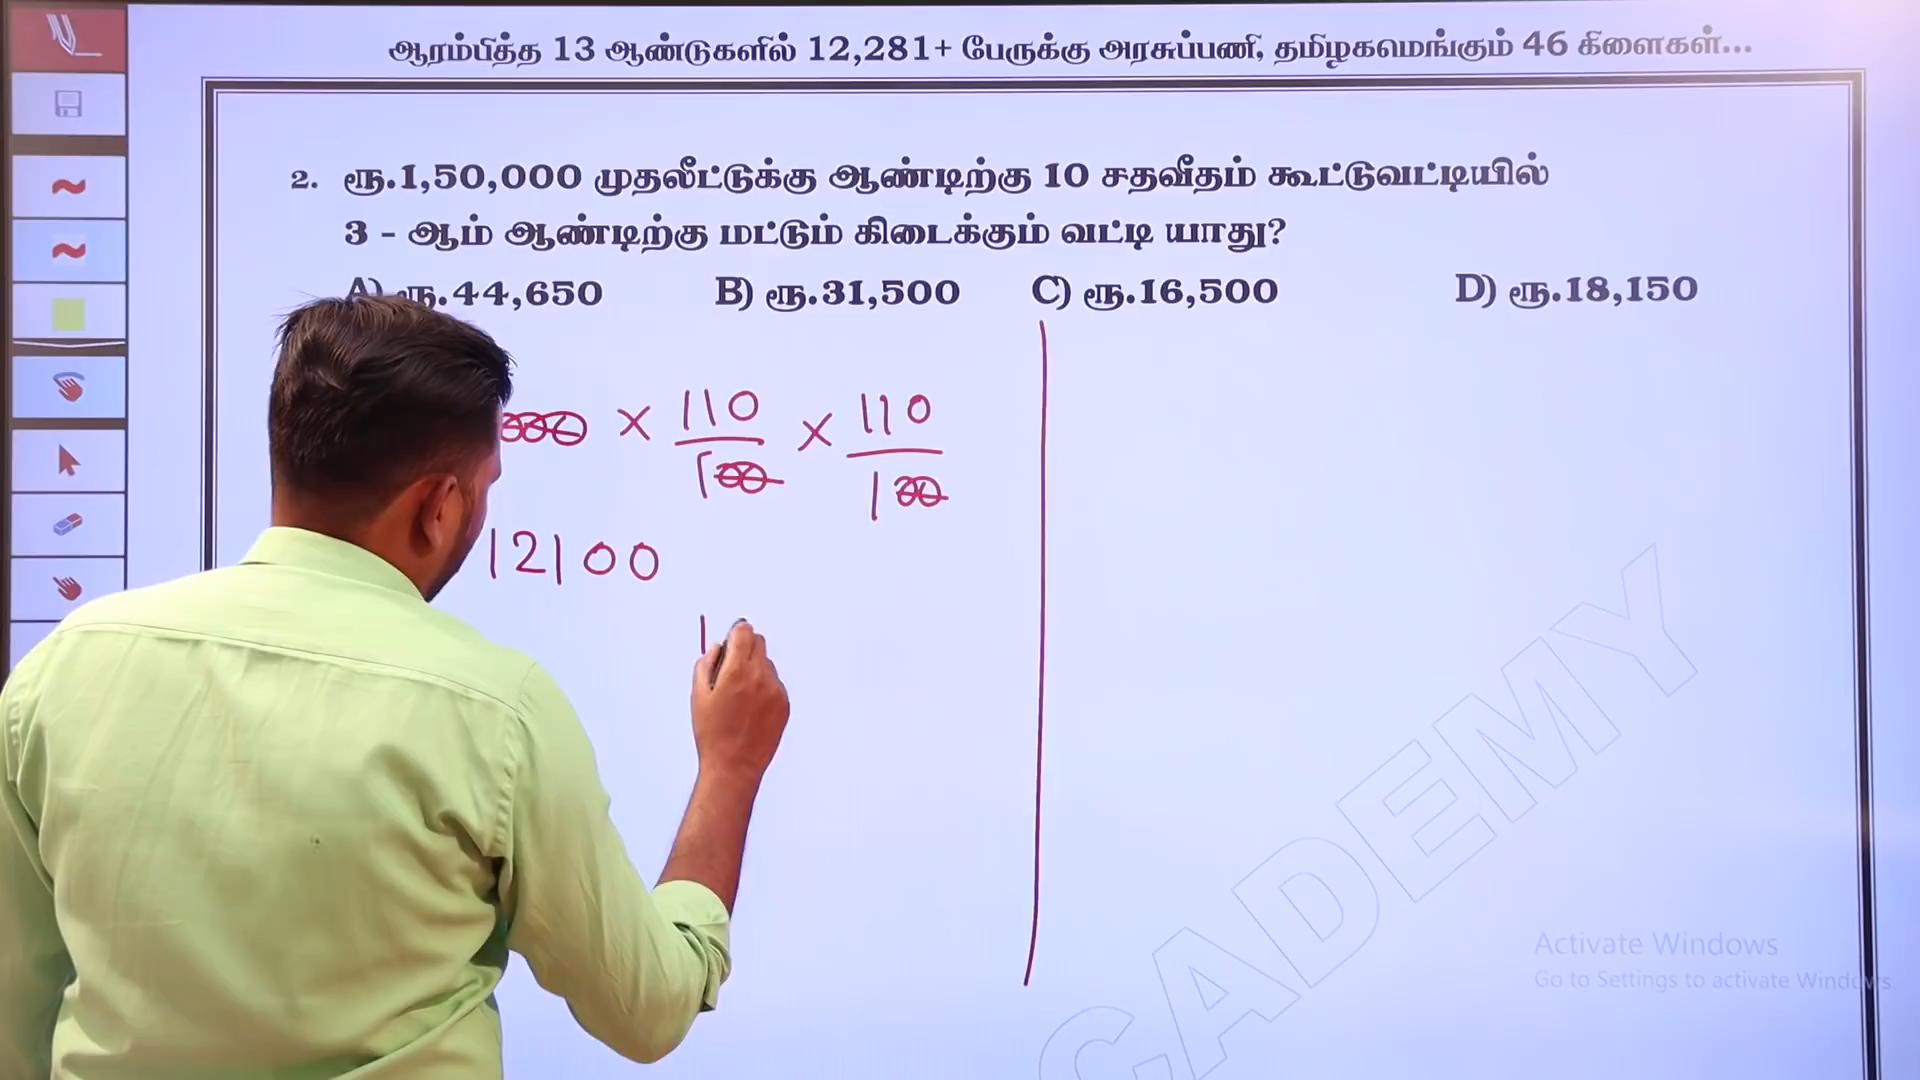 ஆரம்பித்த 13 ஆண்டுகளில் 12,281+ பேருக்கு அரசுப்பணி, தமிழகமெங்கும் 46 கிளைகள்...
2. ரூ.1,50,000 முதலீட்டுக்கு ஆண்டிற்கு 10 சதவீதம் கூட்டுவட்டியில்
3 - ஆம் ஆண்டிற்கு மட்டும் கிடைக்கும் வட்டி யாது?
A) ரூ.44,650 B) ரூ.31,500 C) ரூ.16,500 D) ரூ.18,150
000 × 110/100 × 110/100
12100
1
CADEMY
Activate Windows
Go to Settings to activate Windows.